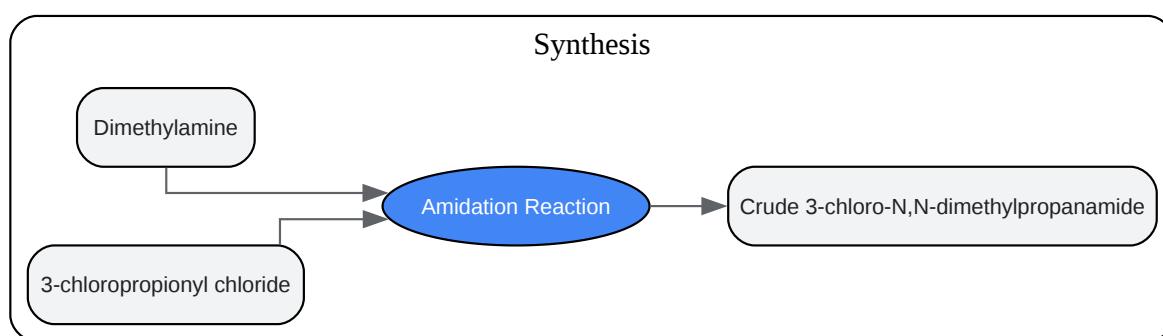 Synthesis
Dimethylamine
Amidation Reaction
Crude 3-chloro-N,N-dimethylpropanamide
3-chloropropionyl chloride